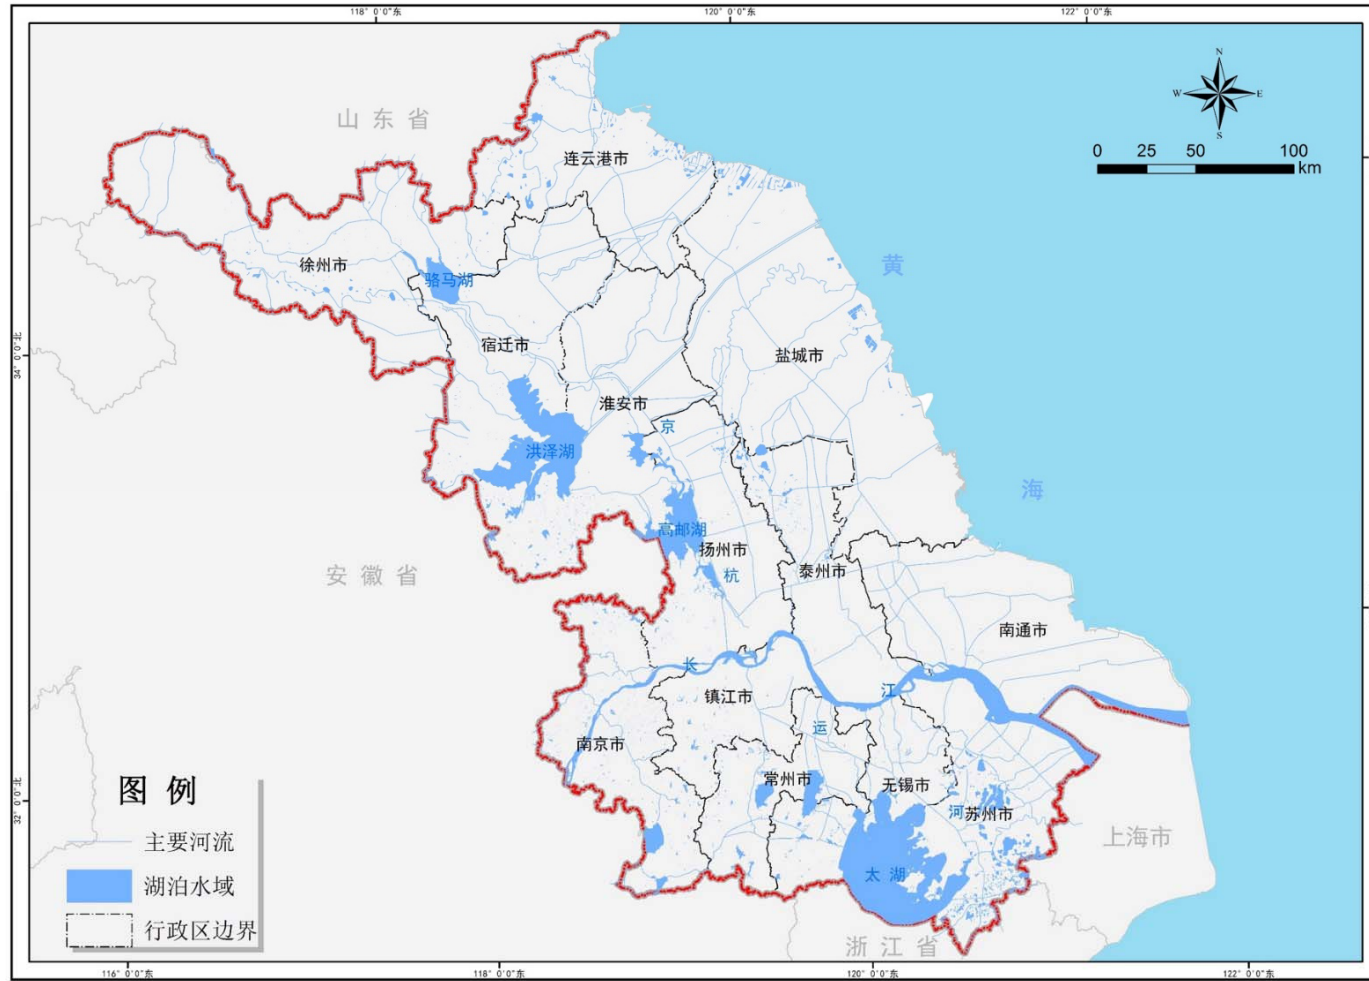 118° 0'0"东
120° 0'0"东
122° 0'0"东
N
W
E
S
0 25 50 100
km
山 东 省
连云港市
徐州市
骆马湖
黄
34° 0'0"北
宿迁市
盐城市
淮安市
京
洪泽湖
海
高邮湖
扬州市
安 徽 省
杭
泰州市
南通市
长
江
镇江市
运
南京市
常州市
无锡市
32° 0'0"北
河
苏州市
上海市
太 湖
浙 江 省
图 例
主要河流
湖泊水域
行政区边界
116° 0'0"东
118° 0'0"东
120° 0'0"东
122° 0'0"东